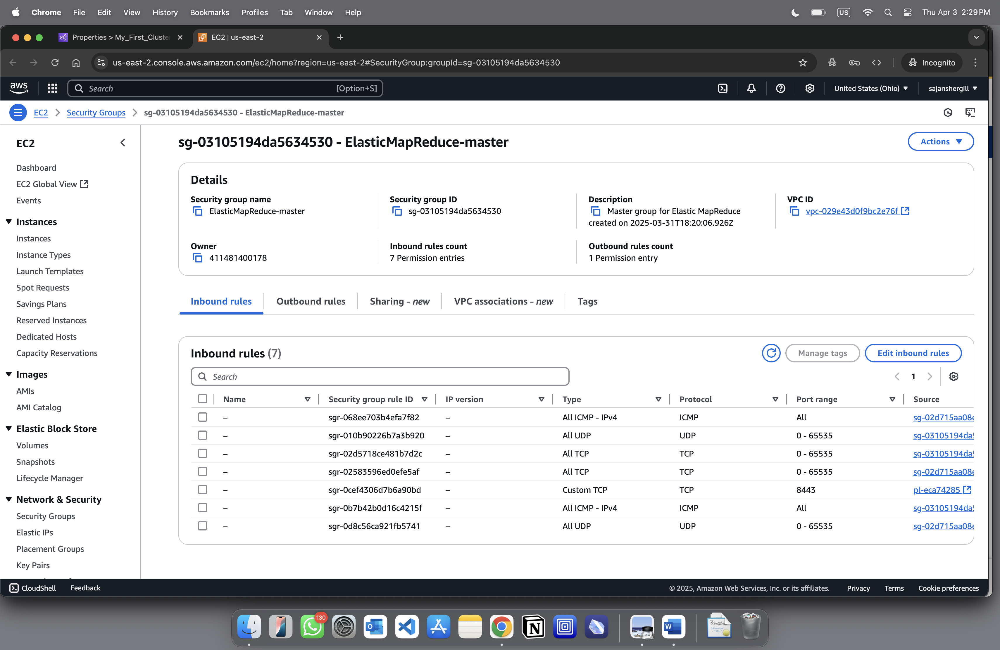 Chrome File Edit View History Bookmarks Profiles Tab Window Help US Thu Apr 3 2:29 PM
Properties > My_First_Cluste EC2 | us-east-2
us-east-2.console.aws.amazon.com/ec2/home?region=us-east-2#SecurityGroup:groupId=sg-03105194da5634530 Incognito
aws Search [Option+S] United States (Ohio) sajanshergill
EC2 Security Groups sg-03105194da5634530 - ElasticMapReduce-master
EC2
Dashboard
EC2 Global View
Events
Instances
Instances
Instance Types
Launch Templates
Spot Requests
Savings Plans
Reserved Instances
Dedicated Hosts
Capacity Reservations
Images
AMIs
AMI Catalog
Elastic Block Store
Volumes
Snapshots
Lifecycle Manager
Network & Security
Security Groups
Elastic IPs
Placement Groups
Key Pairs
sg-03105194da5634530 - ElasticMapReduce-master
Actions
Details
Security group name
ElasticMapReduce-master
Security group ID
sg-03105194da5634530
Description
Master group for Elastic MapReduce
created on 2025-03-31T18:20:06.926Z
VPC ID
vpc-029e43d0f9bc2e76f
Owner
411481400178
Inbound rules count
7 Permission entries
Outbound rules count
1 Permission entry
Inbound rules Outbound rules Sharing - new VPC associations - new Tags
Inbound rules (7)
Manage tags Edit inbound rules
Search
1
Name Security group rule ID IP version Type Protocol Port range Source
– sgr-068ee703b4efa7f82 – All ICMP - IPv4 ICMP All sg-02d715aa08e
– sgr-010b90226b7a3b920 – All UDP UDP 0 - 65535 sg-03105194da5
– sgr-02d5718ce481b7d2c – All TCP TCP 0 - 65535 sg-03105194da5
– sgr-02583596ed0efe5af – All TCP TCP 0 - 65535 sg-02d715aa08e
– sgr-0cef4306d7b6a90bd – Custom TCP TCP 8443 pl-eca74285
– sgr-0b7b42b0d16c4215f – All ICMP - IPv4 ICMP All sg-03105194da5
– sgr-0d8c56ca921fb5741 – All UDP UDP 0 - 65535 sg-02d715aa08e
CloudShell Feedback © 2025, Amazon Web Services, Inc. or its affiliates. Privacy Terms Cookie preferences
130